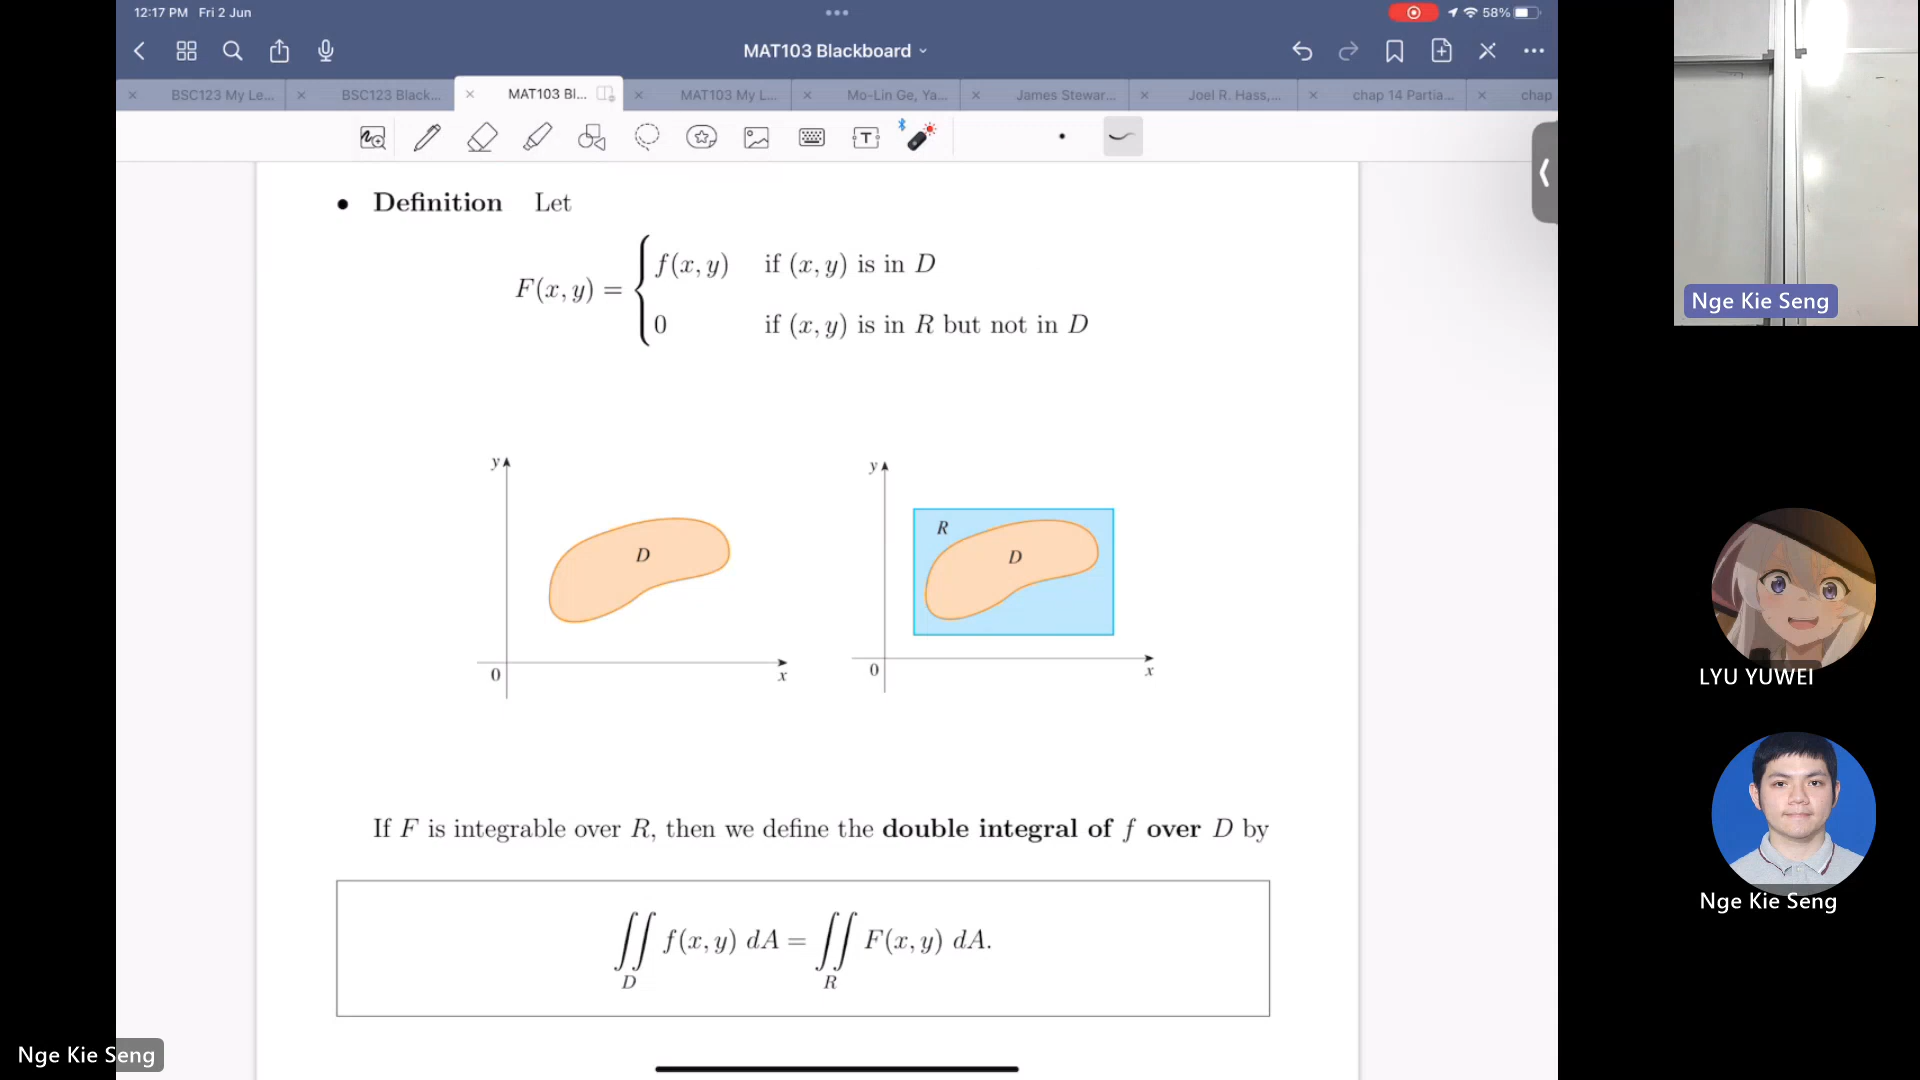 12:17 PM Fri 2 Jun
58%
MAT103 Blackboard
BSC123 My Le...
BSC123 Black...
MAT103 Bl...
MAT103 My L...
Mo-Lin Ge, Ya...
James Stewar...
Joel R. Hass,...
chap 14 Partia...
chap
• Definition Let
F(x, y) = { f(x, y) if (x, y) is in D
0 if (x, y) is in R but not in D
y
D
0
x
y
R
D
0
x
If F is integrable over R, then we define the double integral of f over D by
∬_D f(x, y) dA = ∬_R F(x, y) dA.
Nge Kie Seng
Nge Kie Seng
LYU YUWEI
Nge Kie Seng